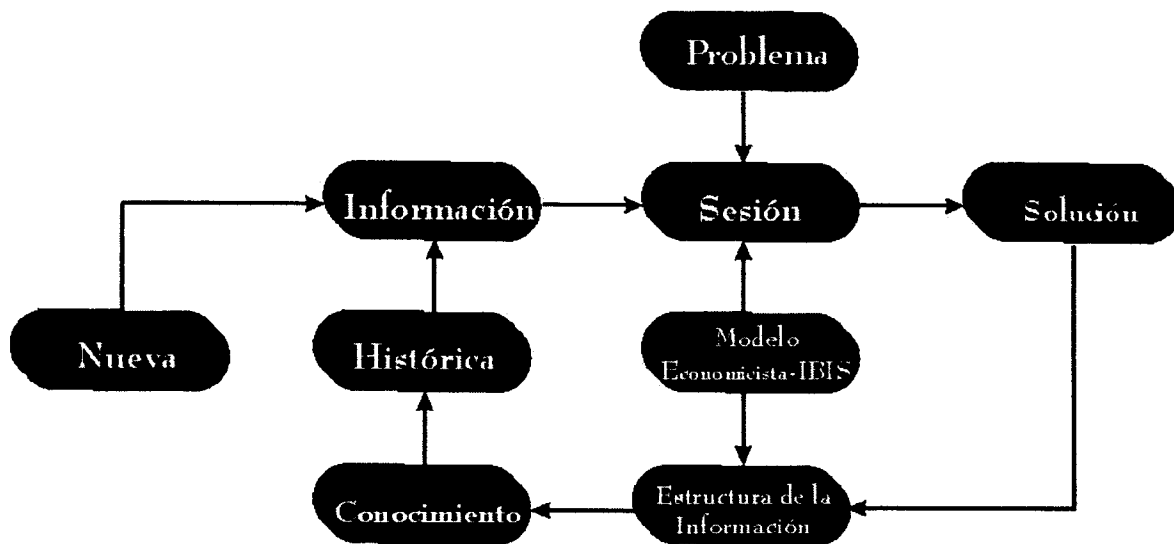 Problema
Información
Sesión
Solución
Nueva
Histórica
Modelo
Economicista-IBIS
Conocimiento
Estructura de la
Información